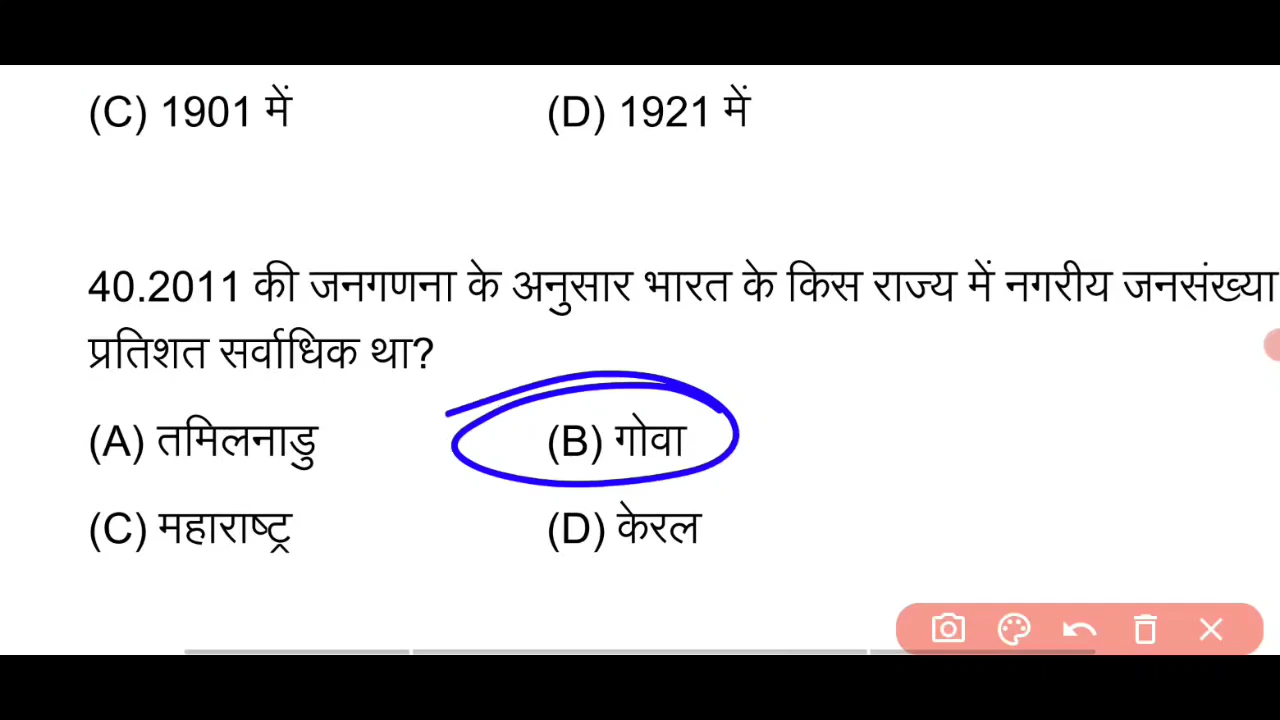 (C) 1901 में (D) 1921 में
40.2011 की जनगणना के अनुसार भारत के किस राज्य में नगरीय जनसंख्या
प्रतिशत सर्वाधिक था?
(A) तमिलनाडु (B) गोवा
(C) महाराष्ट्र (D) केरल